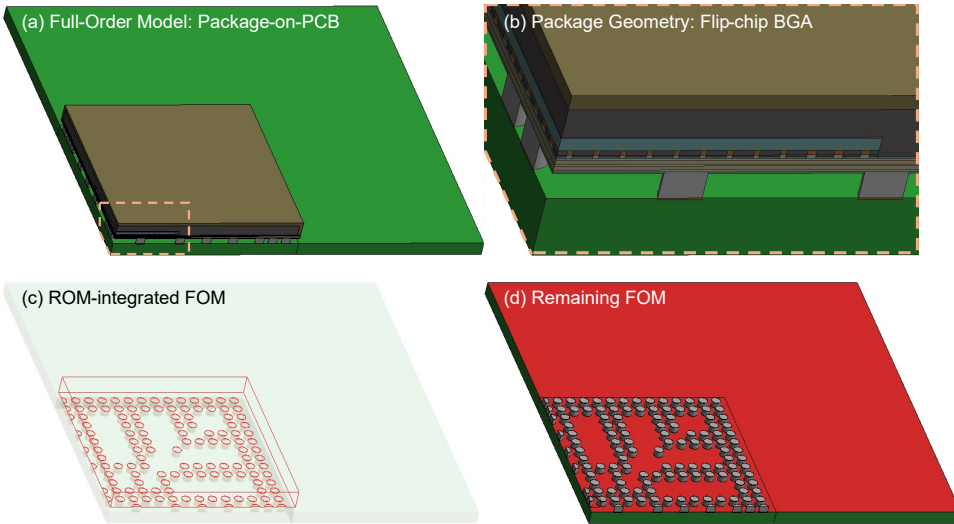 (a) Full-Order Model: Package-on-PCB
(b) Package Geometry: Flip-chip BGA
(c) ROM-integrated FOM
(d) Remaining FOM